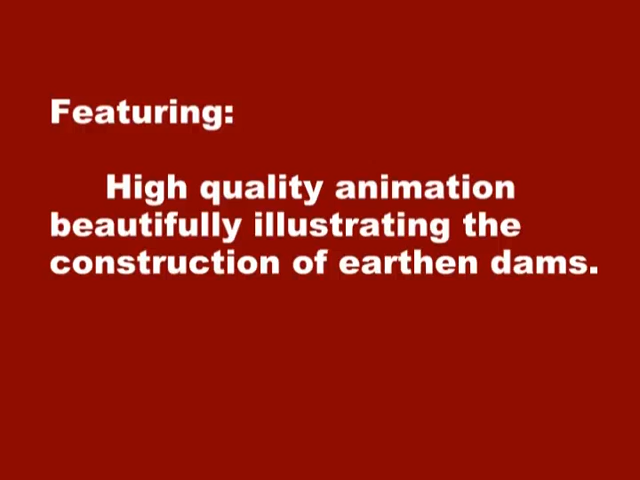 Featuring:
High quality animation
beautifully illustrating the
construction of earthen dams.